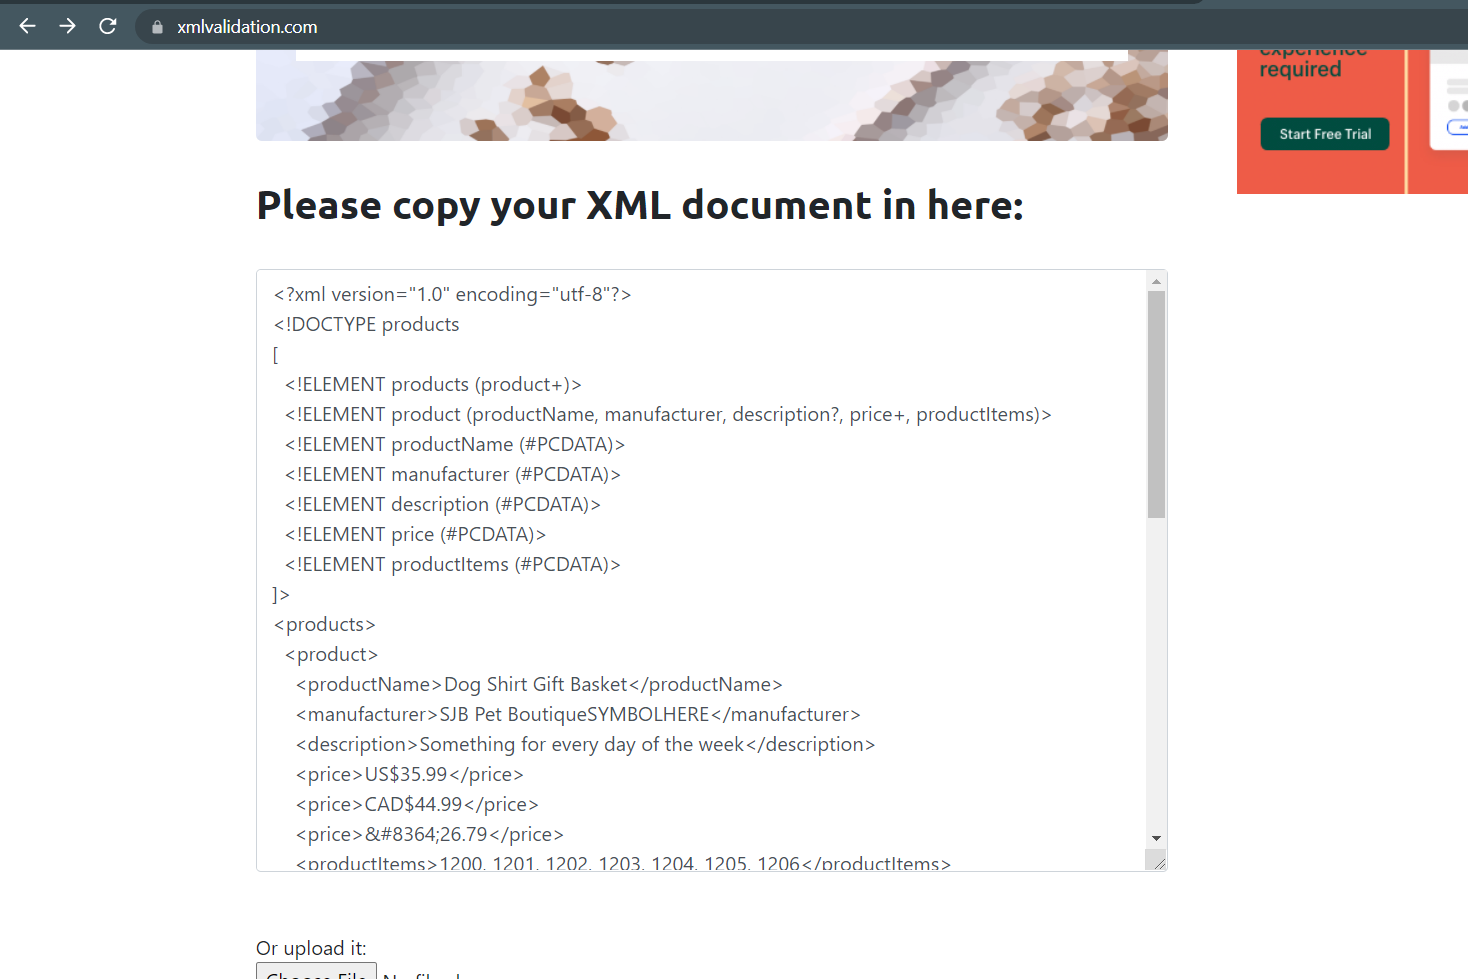 xmlvalidation.com
experience
required
Start Free Trial
Please copy your XML document in here:
<?xml version="1.0" encoding="utf-8"?>
<!DOCTYPE products
[
<!ELEMENT products (product+)>
<!ELEMENT product (productName, manufacturer, description?, price+, productItems)>
<!ELEMENT productName (#PCDATA)>
<!ELEMENT manufacturer (#PCDATA)>
<!ELEMENT description (#PCDATA)>
<!ELEMENT price (#PCDATA)>
<!ELEMENT productItems (#PCDATA)>
]>
<products>
<product>
<productName>Dog Shirt Gift Basket</productName>
<manufacturer>SJB Pet BoutiqueSYMBOLHERE</manufacturer>
<description>Something for every day of the week</description>
<price>US$35.99</price>
<price>CAD$44.99</price>
<price>&#8364;26.79</price>
<productItems>1200, 1201, 1202, 1203, 1204, 1205, 1206</productItems>
Or upload it:
Choose File No